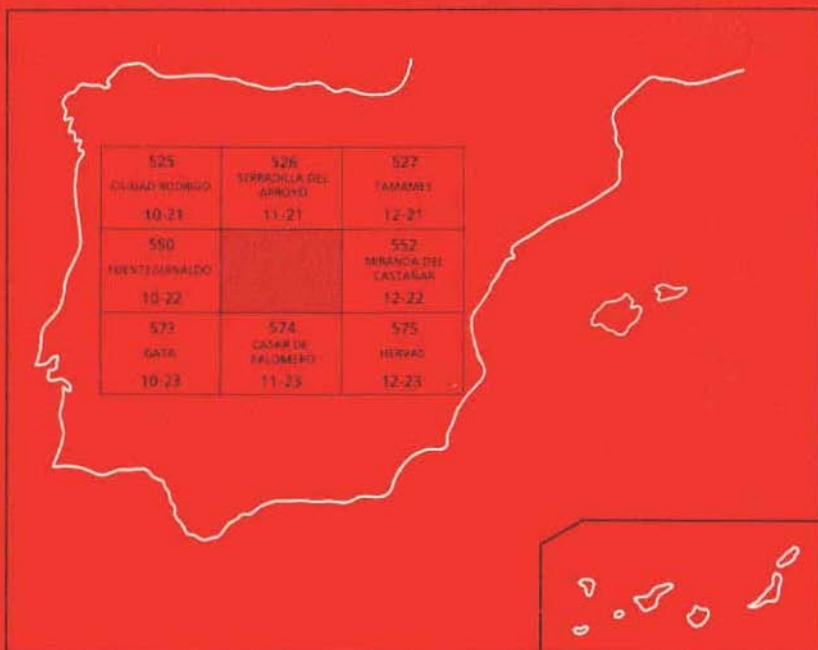 525
CIUDAD RODRIGO
10-21
526
SERRADILLA DEL
ARROYO
11-21
527
TAMAMES
12-21
550
FUENTEGUINALDO
10-22
552
MIRANDA DEL
CASTAÑAR
12-22
573
GATA
10-23
574
CASAR DE
PALOMERO
11-23
575
HERVAS
12-23